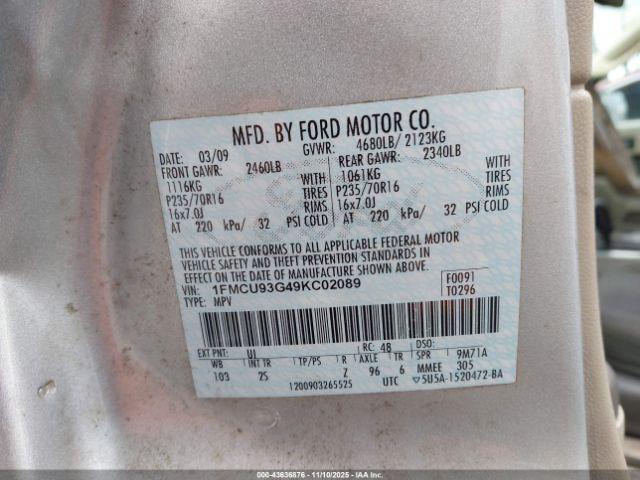 MFD. BY FORD MOTOR CO.
DATE: 03/09 GVWR: 4680LB/ 2123KG
FRONT GAWR: 2460LB REAR GAWR: 2340LB
1116KG 1061KG
P235/70R16 TIRES P235/70R16 TIRES
16x7.0J RIMS 16x7.0J RIMS
AT 220 kPa/ 32 PSI COLD AT 220 kPa/ 32 PSI COLD
THIS VEHICLE CONFORMS TO ALL APPLICABLE FEDERAL MOTOR
VEHICLE SAFETY AND THEFT PREVENTION STANDARDS IN
EFFECT ON THE DATE OF MANUFACTURE SHOWN ABOVE.
VIN: 1FMCU93G49KC02089 F0091
TYPE: MPV T0296
EXT PNT: UI RC: 48 DSO:
WB INT TR TP/PS R AXLE TR SPR 9M71A
103 2S Z 96 6 MMEE 305
1200903265525 UTC 5U5A-1520472-BA
000-43636876 - 11/10/2025 - IAAI.com